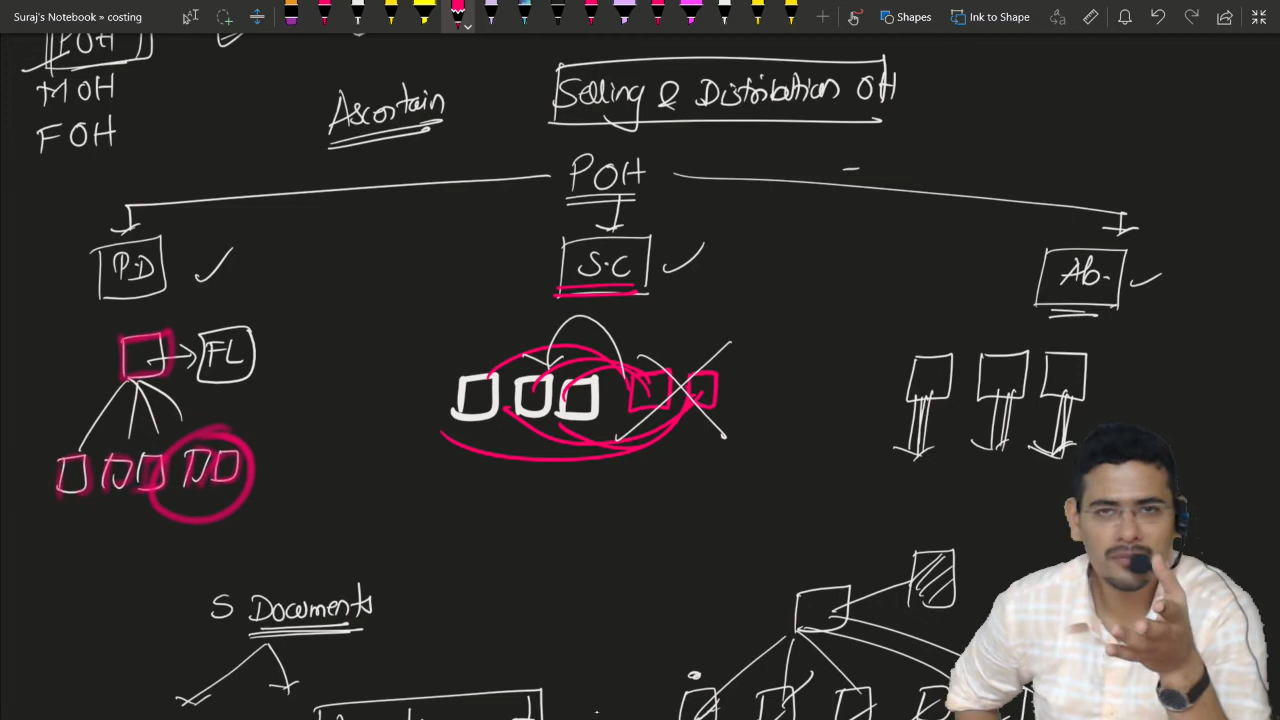 Suraj's Notebook » costing
Shapes
Ink to Shape
POH
MOH
FOH
Ascertain
Selling & Distribution OH
POH
P.D
S.C
Ab.
FL
S Documents